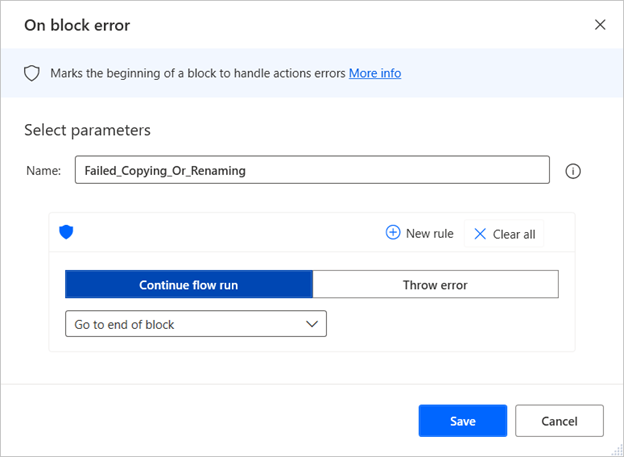 On block error
Marks the beginning of a block to handle actions errors More info
Select parameters
Name: Failed_Copying_Or_Renaming
New rule Clear all
Continue flow run Throw error
Go to end of block
Save Cancel